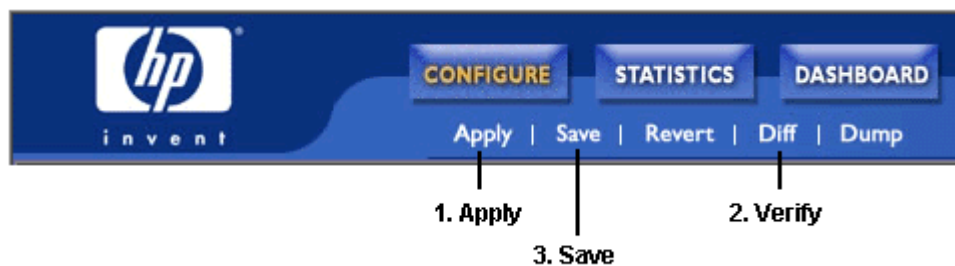 hp
invent
CONFIGURE STATISTICS DASHBOARD
Apply | Save | Revert | Diff | Dump
1. Apply
2. Verify
3. Save